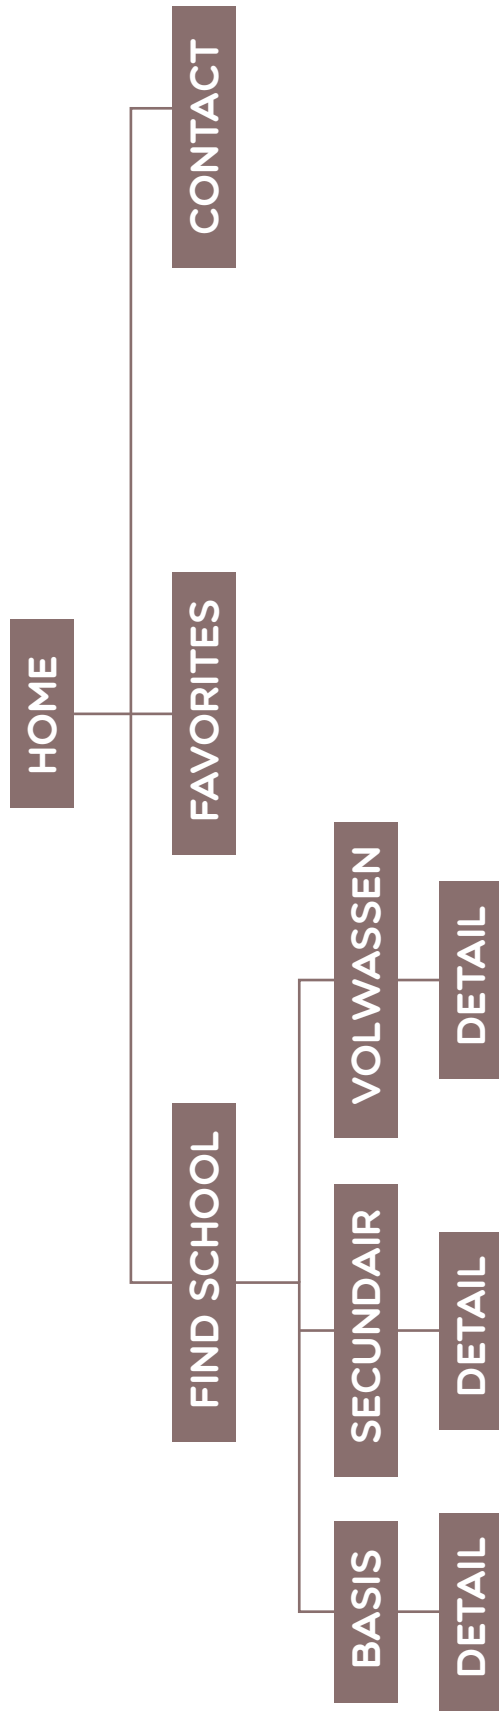 HOME
FIND SCHOOL
FAVORITES
CONTACT
BASIS
SECUNDAIR
VOLWASSEN
DETAIL
DETAIL
DETAIL